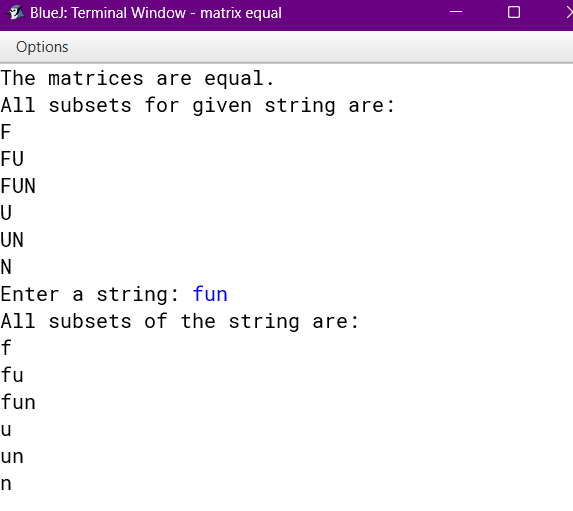 BlueJ: Terminal Window - matrix equal
Options
The matrices are equal.
All subsets for given string are:
F
FU
FUN
U
UN
N
Enter a string: fun
All subsets of the string are:
f
fu
fun
u
un
n